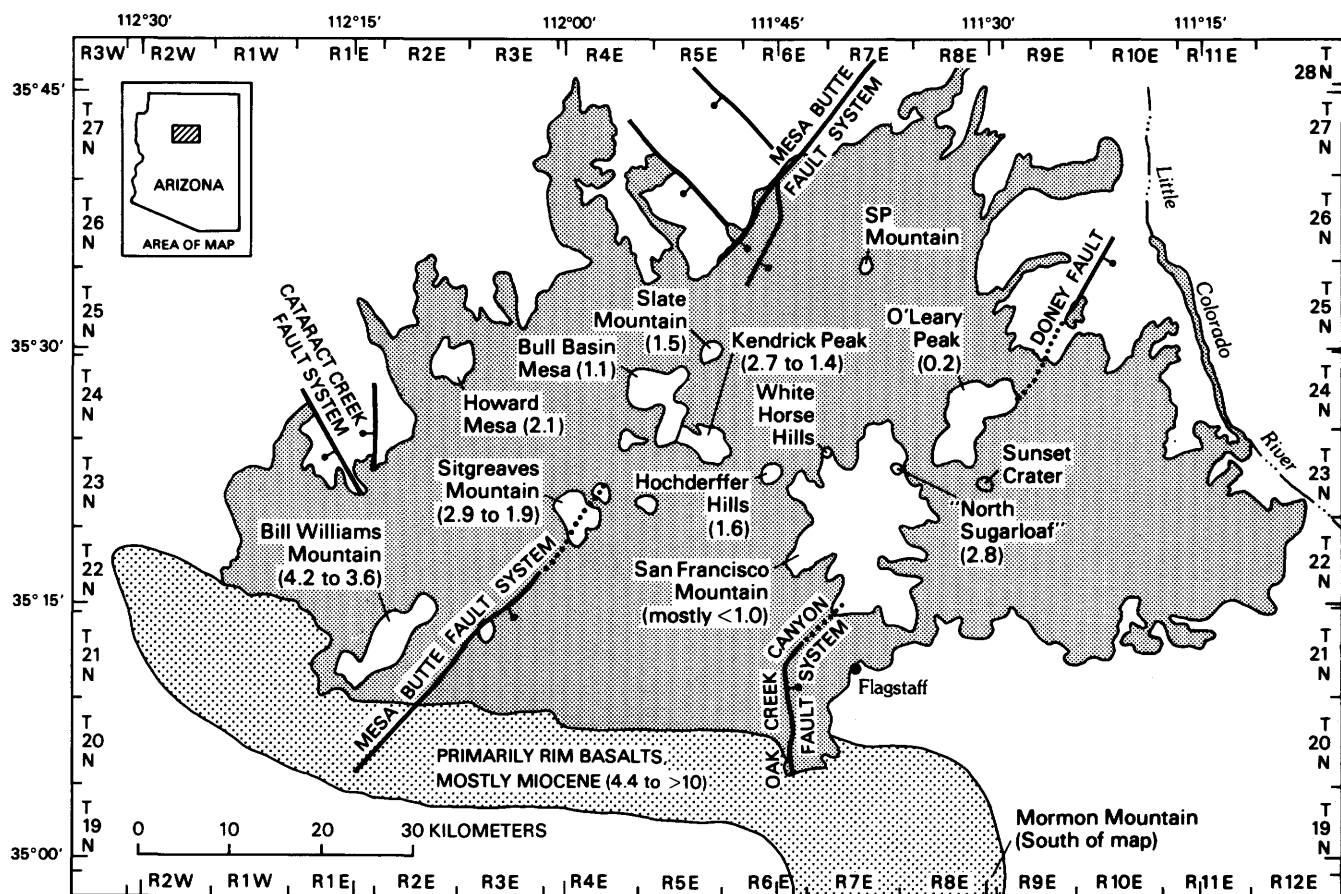 112°30'
112°15'
112°00'
111°45'
111°30'
111°15'
R3W
R2W
R1W
R1E
R2E
R3E
R4E
R5E
R6E
R7E
R8E
R9E
R10E
R11E
T
N
28
35°45'
T
27
N
T
27
N
ARIZONA
AREA OF MAP
MESA BUTTE
FAULT SYSTEM
Little
Colorado
River
T
26
N
T
26
N
SP
Mountain
DONEY FAULT
CATARACT CREEK
FAULT SYSTEM
T
25
N
T
25
N
Slate
Mountain
(1.5)
Kendrick Peak
(2.7 to 1.4)
O'Leary
Peak
(0.2)
35°30'
Bull Basin
Mesa (1.1)
White
Horse
Hills
T
24
N
T
24
N
Howard
Mesa (2.1)
Sunset
Crater
T
23
N
T
23
N
Sitgreaves
Mountain
(2.9 to 1.9)
Hochderffer
Hills
(1.6)
"North
Sugarloaf"
(2.8)
Bill Williams
Mountain
(4.2 to 3.6)
T
22
N
T
22
N
San Francisco
Mountain
(mostly <1.0)
35°15'
MESA BUTTE FAULT SYSTEM
OAK CREEK CANYON
FAULT SYSTEM
T
21
N
T
21
N
Flagstaff
T
20
N
T
20
N
PRIMARILY RIM BASALTS,
MOSTLY MIOCENE (4.4 to >10)
T
19
N
T
19
N
Mormon Mountain
(South of map)
0 10 20 30 KILOMETERS
35°00'
R2W
R1W
R1E
R2E
R3E
R4E
R5E
R6E
R7E
R8E
R9E
R10E
R11E
R12E